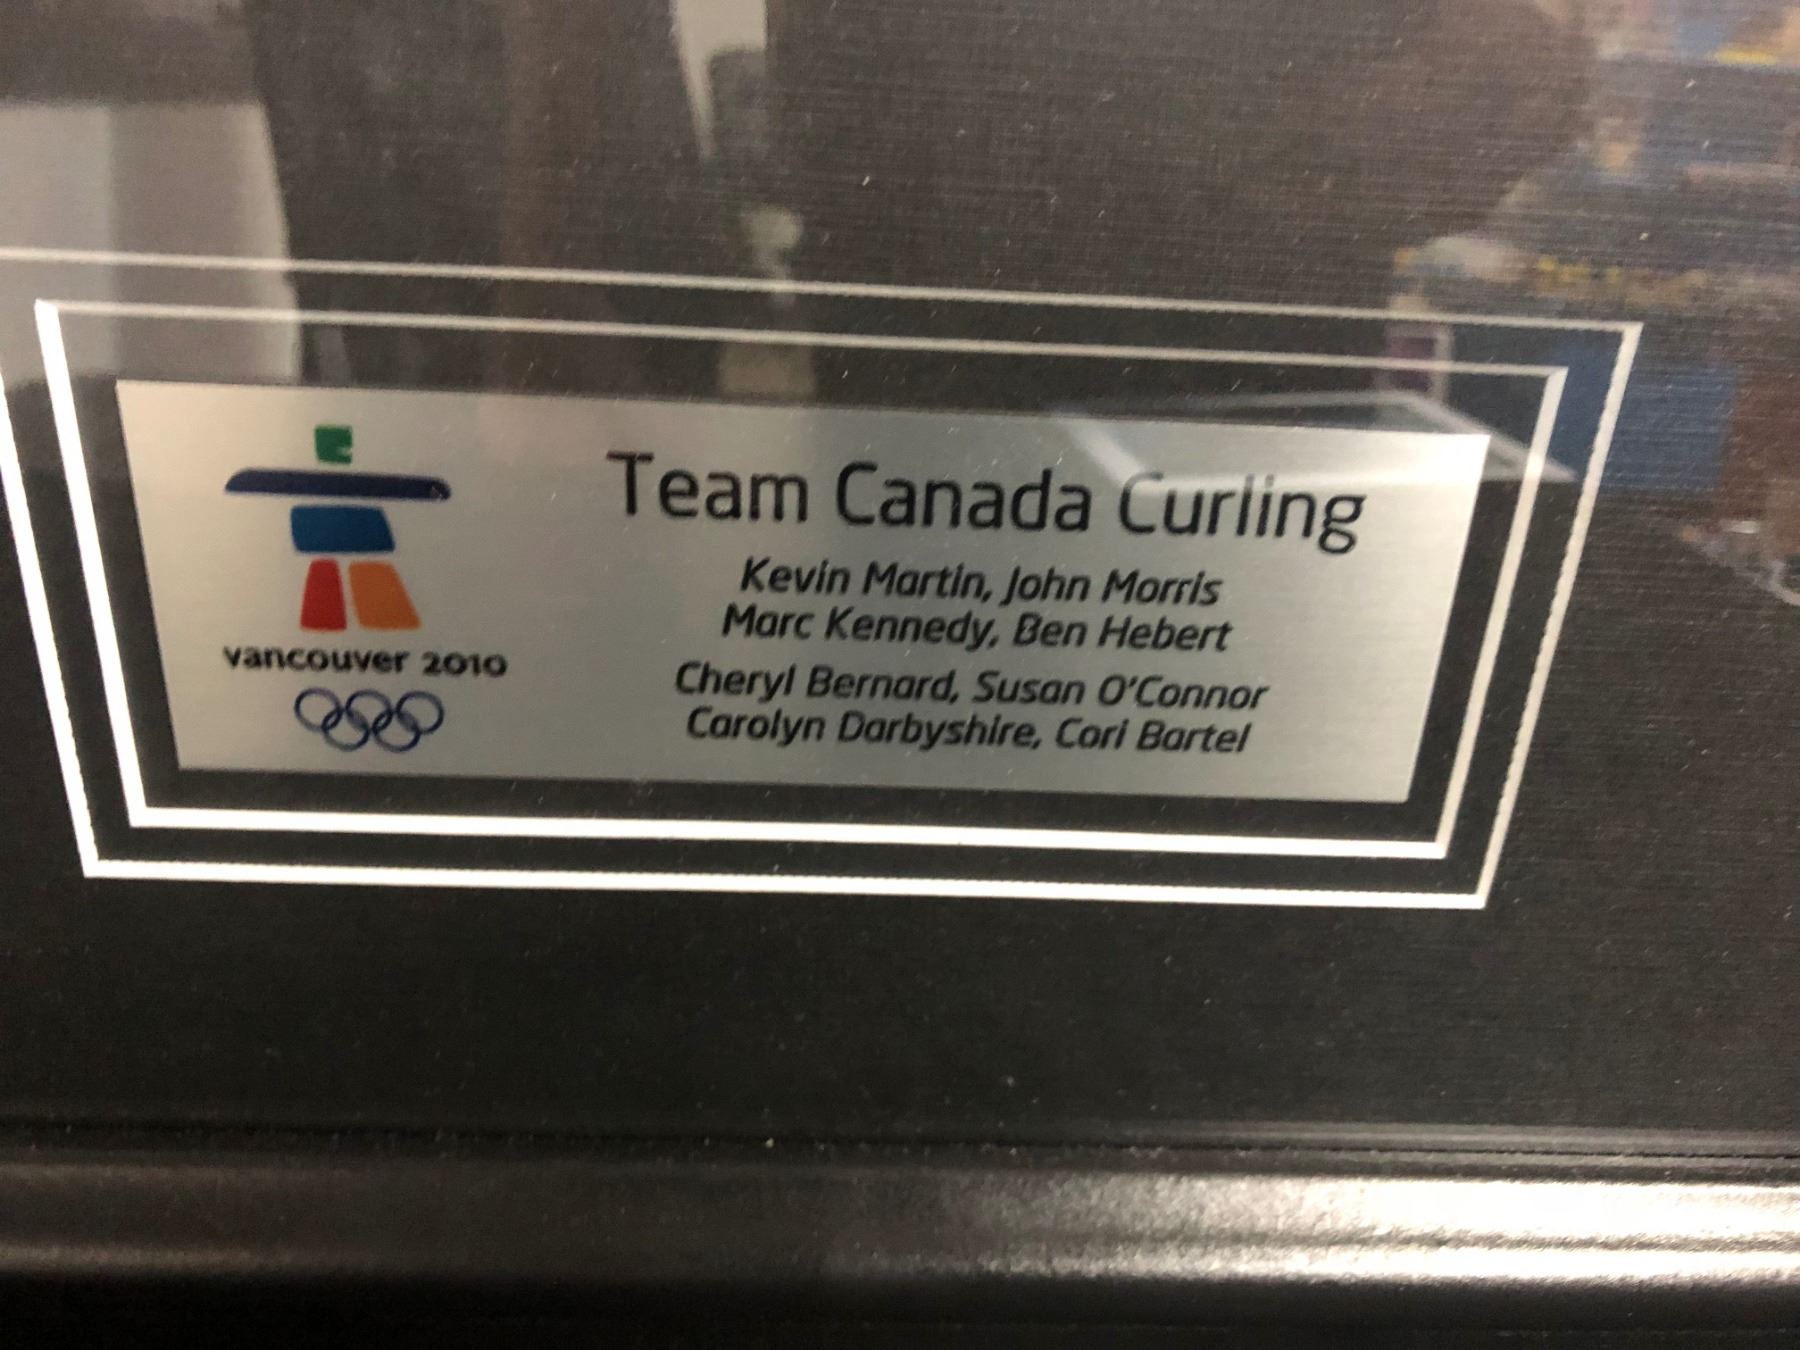 Team Canada Curling
Kevin Martin, John Morris
Marc Kennedy, Ben Hebert
Cheryl Bernard, Susan O'Connor
Carolyn Darbyshire, Cori Bartel
vancouver 2010